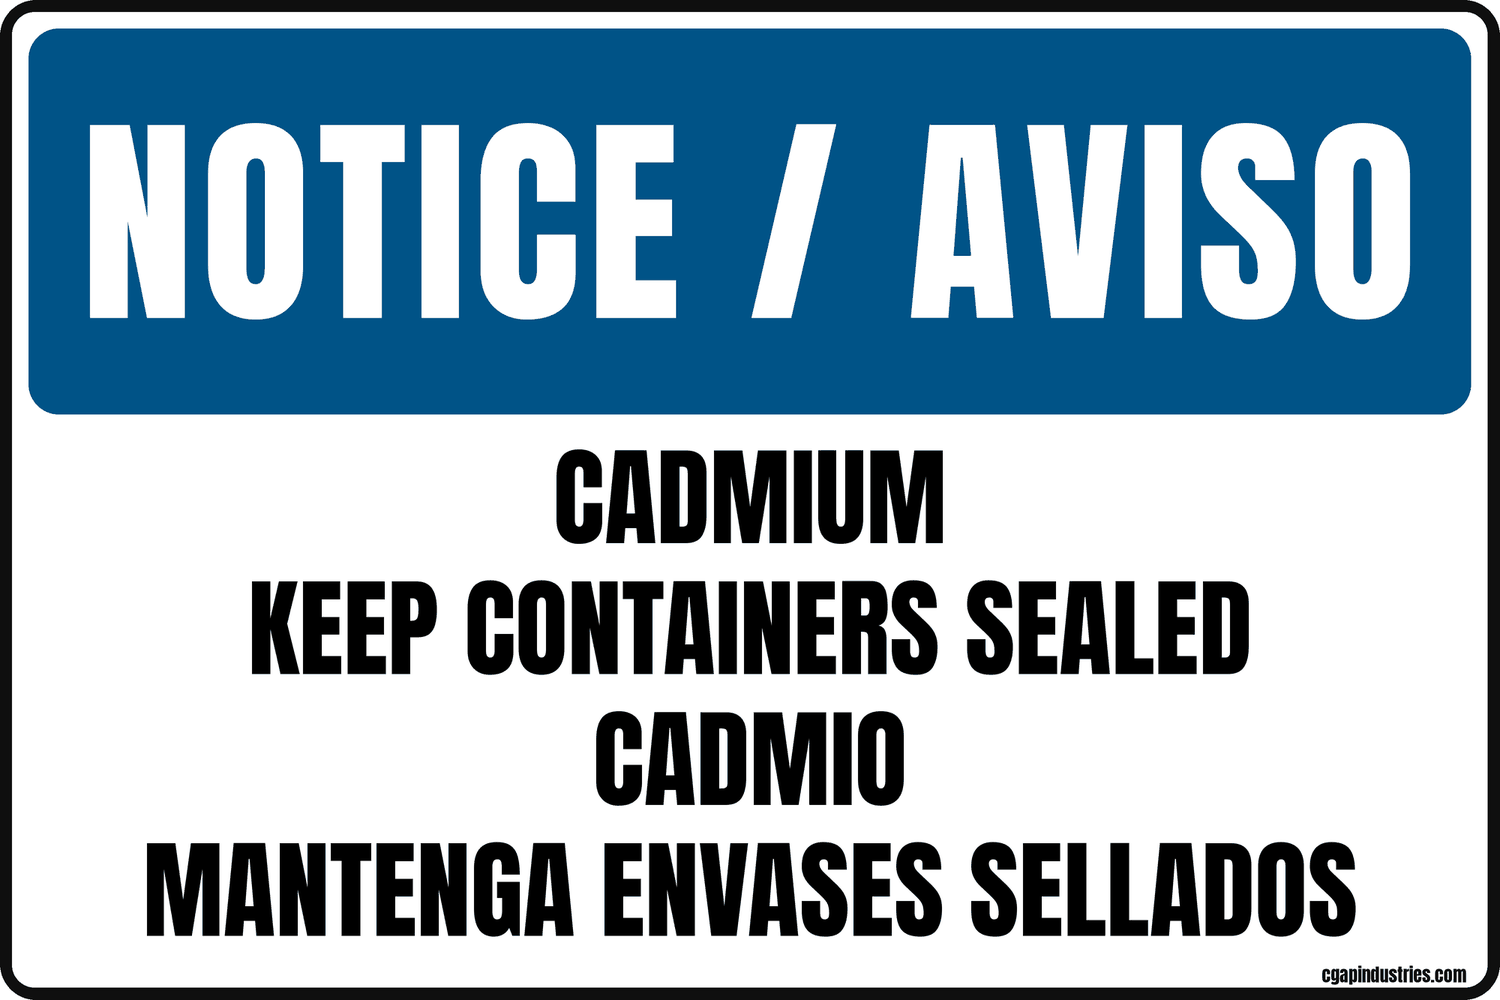 NOTICE / AVISO
CADMIUM
KEEP CONTAINERS SEALED
CADMIO
MANTENGA ENVASES SELLADOS
cgapindustries.com